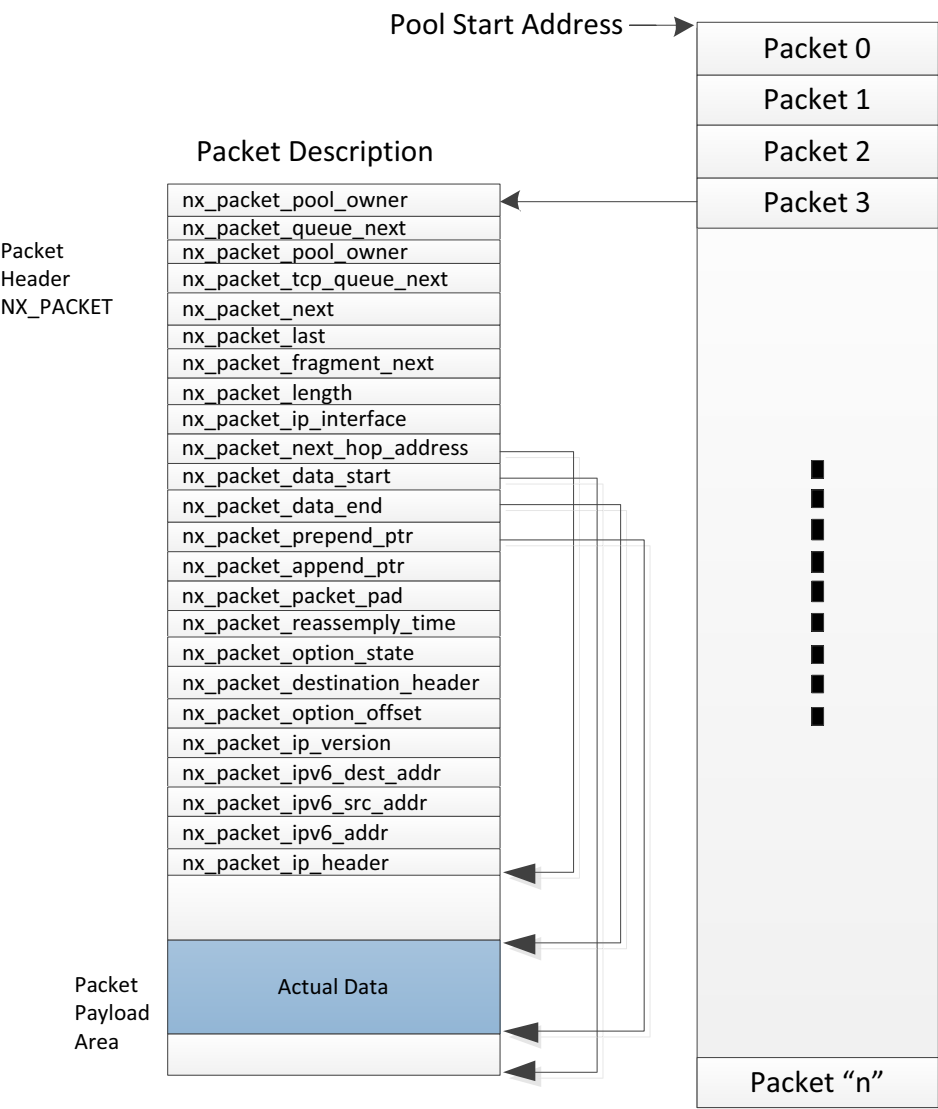 Pool Start Address
Packet 0
Packet 1
Packet 2
Packet 3
Packet Description
nx_packet_pool_owner
nx_packet_queue_next
nx_packet_pool_owner
nx_packet_tcp_queue_next
nx_packet_next
nx_packet_last
nx_packet_fragment_next
nx_packet_length
nx_packet_ip_interface
nx_packet_next_hop_address
nx_packet_data_start
nx_packet_data_end
nx_packet_prepend_ptr
nx_packet_append_ptr
nx_packet_packet_pad
nx_packet_reassemply_time
nx_packet_option_state
nx_packet_destination_header
nx_packet_option_offset
nx_packet_ip_version
nx_packet_ipv6_dest_addr
nx_packet_ipv6_src_addr
nx_packet_ipv6_addr
nx_packet_ip_header
Packet
Header
NX_PACKET
Actual Data
Packet
Payload
Area
Packet “n”